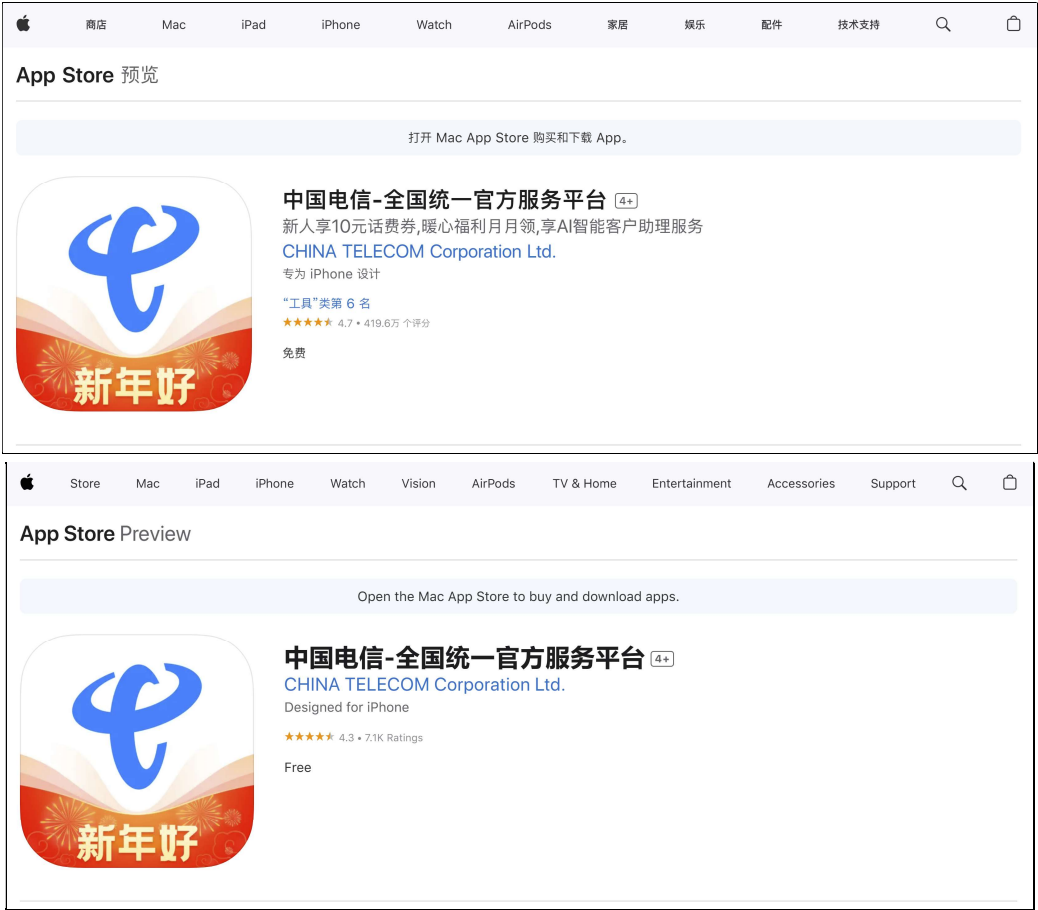 商店 Mac iPad iPhone Watch AirPods 家居 娱乐 配件 技术支持
App Store 预览
打开 Mac App Store 购买和下载 App。
中国电信-全国统一官方服务平台 4+
新人享10元话费券,暖心福利月月领,享AI智能客户助理服务
CHINA TELECOM Corporation Ltd.
专为 iPhone 设计
“工具”类第 6 名
4.7 • 419.6万 个评分
免费
新年好
Store Mac iPad iPhone Watch Vision AirPods TV & Home Entertainment Accessories Support
App Store Preview
Open the Mac App Store to buy and download apps.
中国电信-全国统一官方服务平台 4+
CHINA TELECOM Corporation Ltd.
Designed for iPhone
4.3 • 7.1K Ratings
Free
新年好